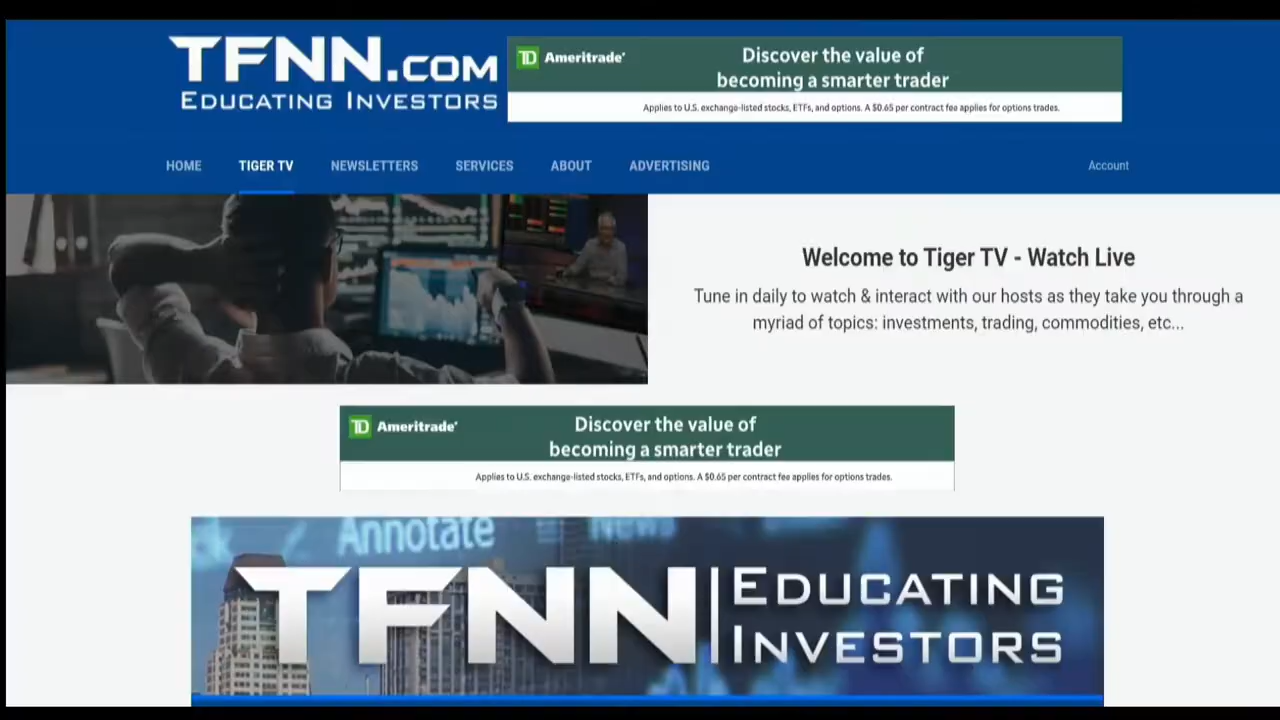 TFNN.COM
EDUCATING INVESTORS
TD Ameritrade
Discover the value of
becoming a smarter trader
Applies to U.S. exchange-listed stocks, ETFs, and options. A $0.65 per contract fee applies for options trades.
HOME TIGER TV NEWSLETTERS SERVICES ABOUT ADVERTISING Account
Welcome to Tiger TV - Watch Live
Tune in daily to watch & interact with our hosts as they take you through a
myriad of topics: investments, trading, commodities, etc...
TD Ameritrade
Discover the value of
becoming a smarter trader
Applies to U.S. exchange-listed stocks, ETFs, and options. A $0.65 per contract fee applies for options trades.
Annotate News
TFNN EDUCATING
INVESTORS